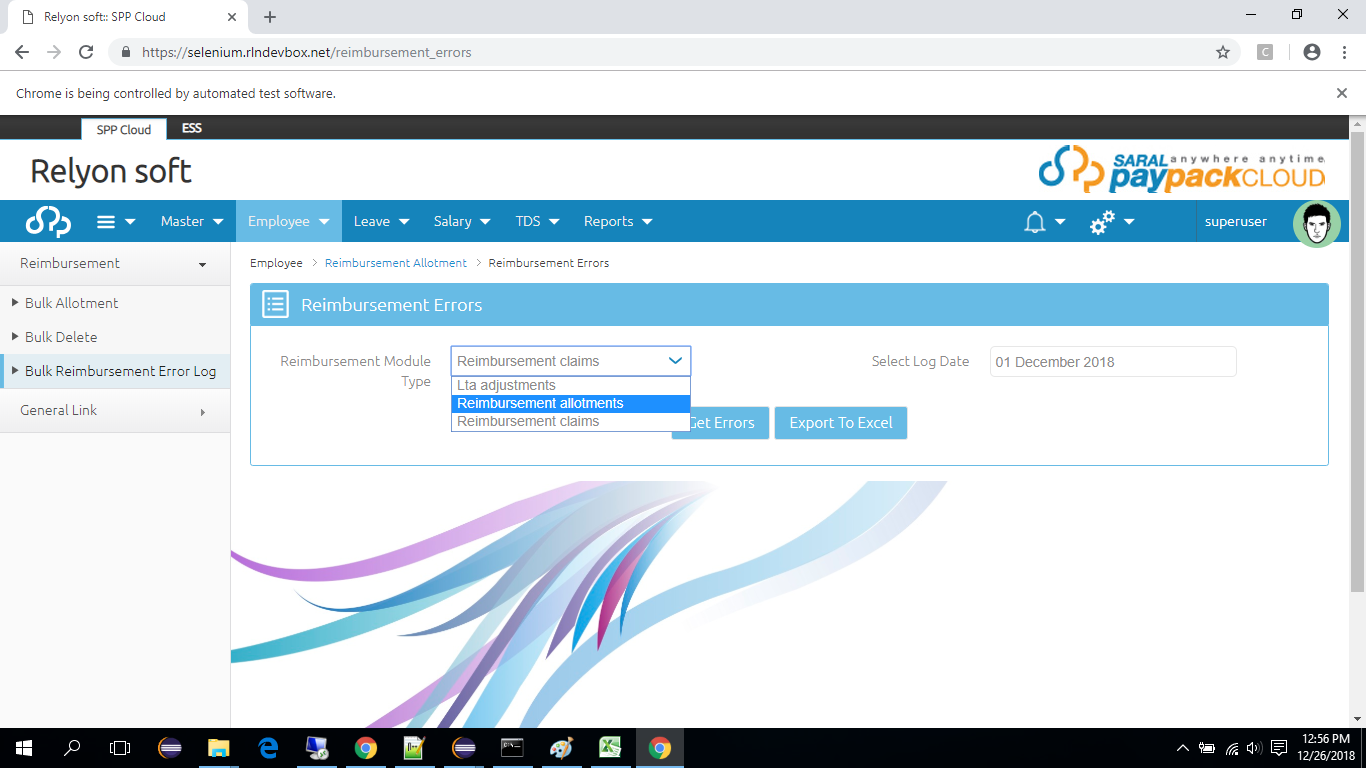 Relyon soft:: SPP Cloud
https://selenium.rlndevbox.net/reimbursement_errors
C
Chrome is being controlled by automated test software.
SPP Cloud ESS
Relyon soft
SARAL anywhere anytime
paypackCLOUD
Master Employee Leave Salary TDS Reports superuser
Reimbursement
Bulk Allotment
Bulk Delete
Bulk Reimbursement Error Log
General Link
Employee > Reimbursement Allotment > Reimbursement Errors
Reimbursement Errors
Reimbursement Module
Type
Reimbursement claims
Lta adjustments
Reimbursement allotments
Reimbursement claims
Select Log Date 01 December 2018
Get Errors Export To Excel
12:56 PM
12/26/2018